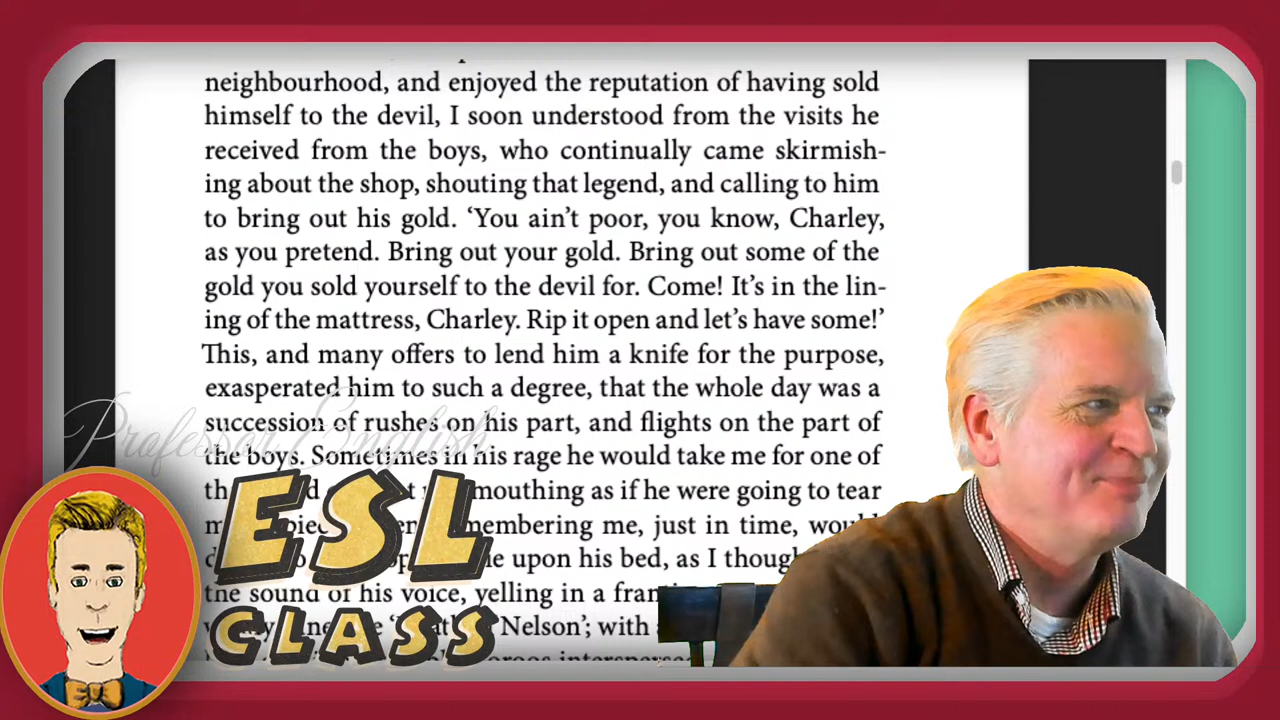 neighbourhood, and enjoyed the reputation of having sold
himself to the devil, I soon understood from the visits he
received from the boys, who continually came skirmish-
ing about the shop, shouting that legend, and calling to him
to bring out his gold. ‘You ain’t poor, you know, Charley,
as you pretend. Bring out your gold. Bring out some of the
gold you sold yourself to the devil for. Come! It’s in the lin-
ing of the mattress, Charley. Rip it open and let’s have some!’
This, and many offers to lend him a knife for the purpose,
exasperated him to such a degree, that the whole day was a
succession of rushes on his part, and flights on the part of
the boys. Sometimes in his rage he would take me for one of
mouthing as if he were going to tear
me, just in time,
upon his bed, as I
the sound of his voice, yelling in a
Nelson’; with
Professor English
ESL
CLASS